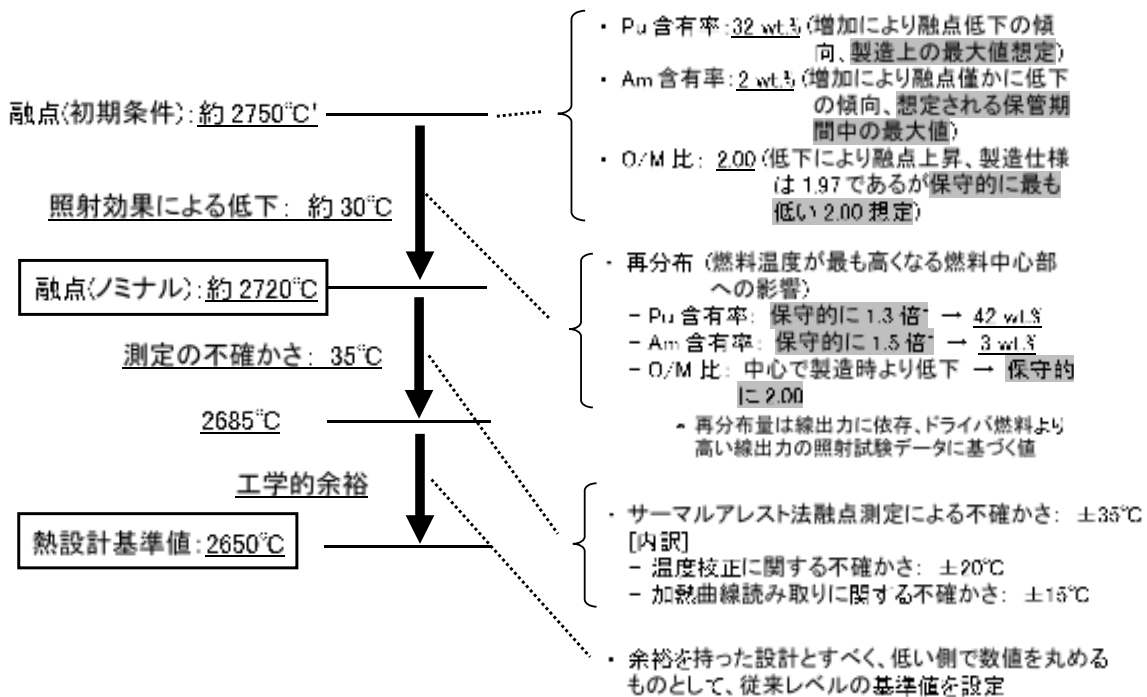 融点(初期条件): 約 2750℃*
照射効果による低下: 約 30℃
融点(ノミナル): 約 2720℃
測定の不確かさ: 35℃
2685℃
工学的余裕
熱設計基準値: 2650℃
・ Pu 含有率: 32 wt.% (増加により融点低下の傾
向、製造上の最大値想定)
・ Am 含有率: 2 wt.% (増加により融点僅かに低下
の傾向、想定される保管期
間中の最大値)
・ O/M 比: 2.00 (低下により融点上昇、製造仕様
は 1.97 であるが保守的に最も
低い 2.00 想定)
・ 再分布 (燃料温度が最も高くなる燃料中心部
への影響)
− Pu 含有率: 保守的に 1.3 倍 → 42 wt.%
− Am 含有率: 保守的に 1.5 倍 → 3 wt.%
− O/M 比: 中心で製造時より低下 → 保守的
に 2.00
再分布量は線出力に依存、ドライバ燃料より
高い線出力の照射試験データに基づく値
・ サーマルアレスト法融点測定による不確かさ: ±35℃
[内訳]
− 温度校正に関する不確かさ: ±20℃
− 加熱曲線読み取りに関する不確かさ: ±15℃
・ 余裕を持った設計とすべく、低い側で数値を丸める
ものとして、従来レベルの基準値を設定